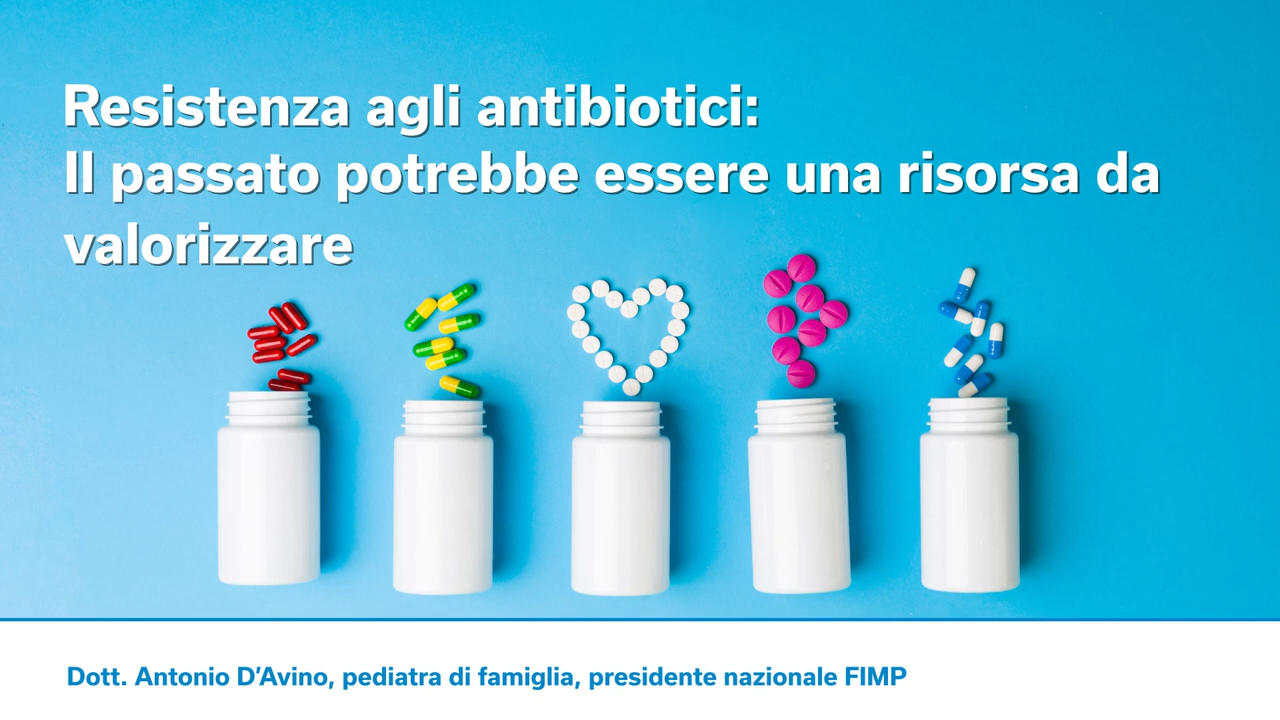 Resistenza agli antibiotici:
Il passato potrebbe essere una risorsa da
valorizzare
Dott. Antonio D’Avino, pediatra di famiglia, presidente nazionale FIMP